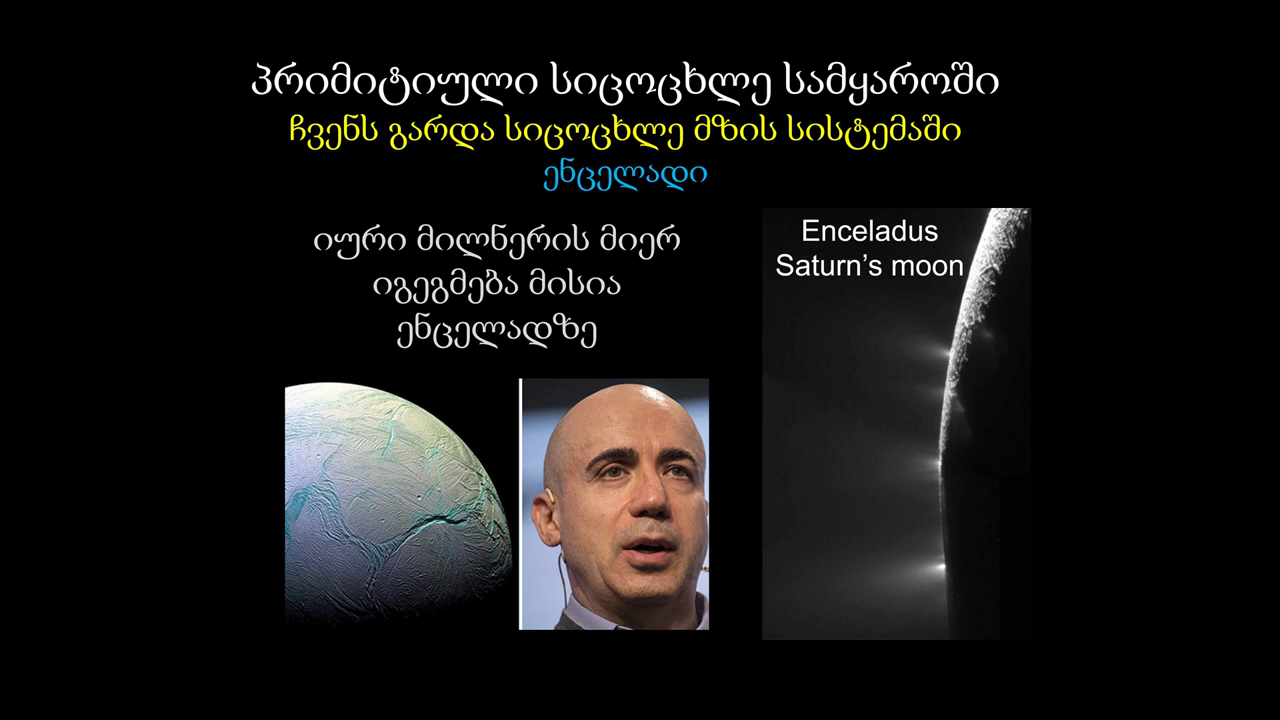 პრიმიტიული სიცოცხლე სამყაროში
ჩვენს გარდა სიცოცხლე მზის სისტემაში
ენცელადი
იური მილნერის მიერ
იგეგმება მისია
ენცელადზე
Enceladus
Saturn’s moon